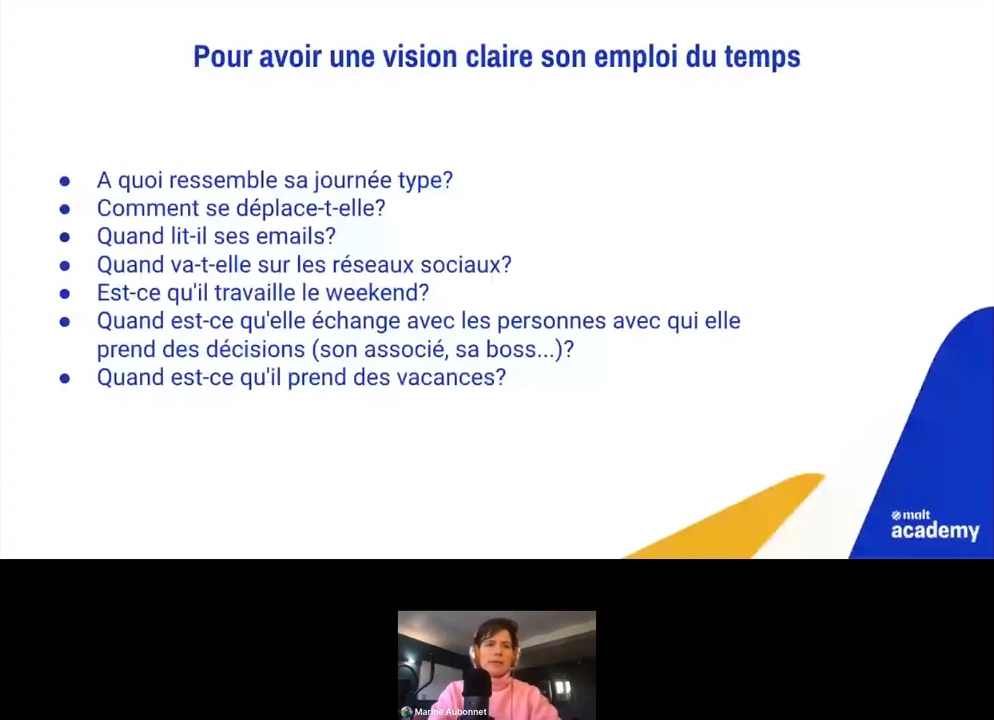 Pour avoir une vision claire son emploi du temps
● A quoi ressemble sa journée type?
● Comment se déplace-t-elle?
● Quand lit-il ses emails?
● Quand va-t-elle sur les réseaux sociaux?
● Est-ce qu'il travaille le weekend?
● Quand est-ce qu'elle échange avec les personnes avec qui elle
prend des décisions (son associé, sa boss...)?
● Quand est-ce qu'il prend des vacances?
malt
academy
Marine Aubonnet